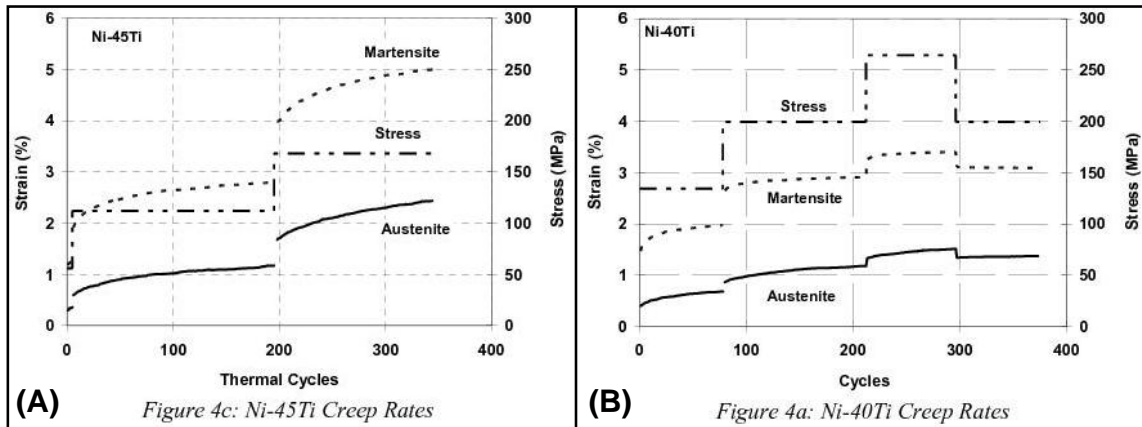 Ni-45Ti
Martensite
Stress
Austenite
6
5
4
3
2
1
0
Strain (%)
300
250
200
150
100
50
0
Stress (MPa)
0 100 200 300 400
Thermal Cycles
(A)
Figure 4c: Ni-45Ti Creep Rates
Ni-40Ti
Stress
Martensite
Austenite
6
5
4
3
2
1
0
Strain (%)
300
250
200
150
100
50
0
Stress (MPa)
0 100 200 300 400
Cycles
(B)
Figure 4a: Ni-40Ti Creep Rates